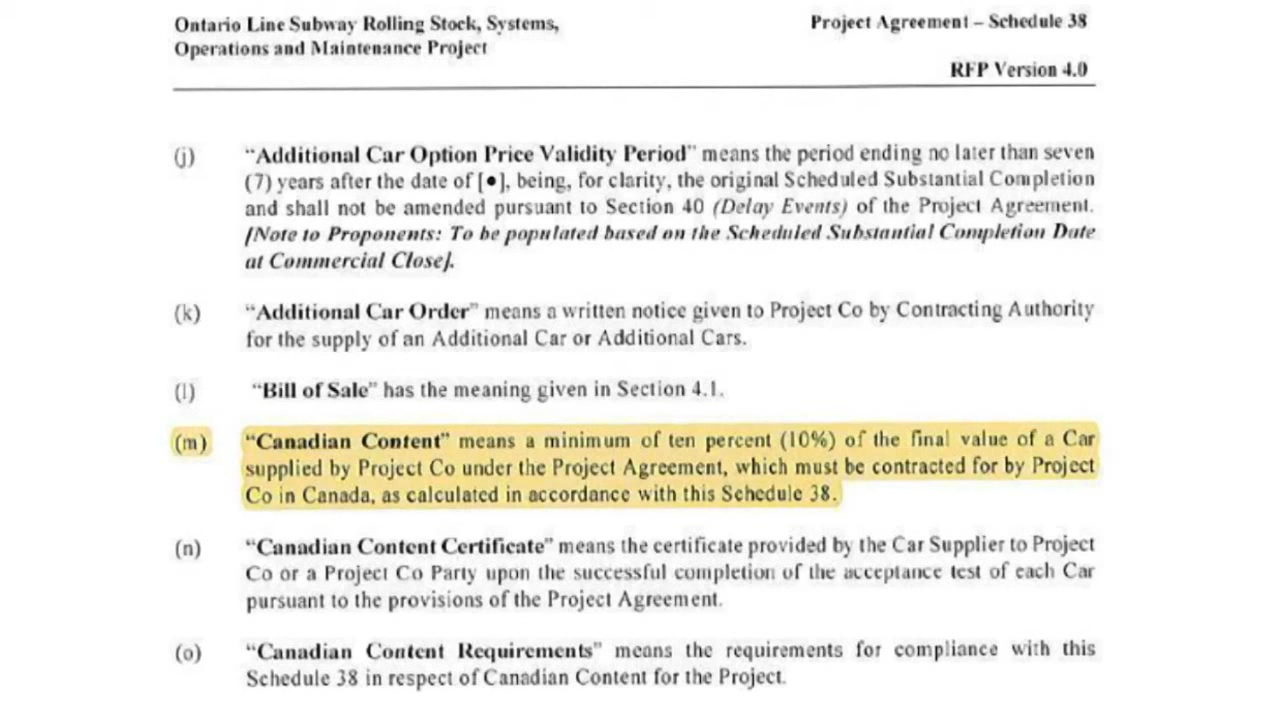 Ontario Line Subway Rolling Stock, Systems,
Operations and Maintenance Project
Project Agreement – Schedule 38
RFP Version 4.0
(j) “Additional Car Option Price Validity Period” means the period ending no later than seven
(7) years after the date of [●], being, for clarity, the original Scheduled Substantial Completion
and shall not be amended pursuant to Section 40 (Delay Events) of the Project Agreement.
[Note to Proponents: To be populated based on the Scheduled Substantial Completion Date
at Commercial Close].
(k) “Additional Car Order” means a written notice given to Project Co by Contracting Authority
for the supply of an Additional Car or Additional Cars.
(l) “Bill of Sale” has the meaning given in Section 4.1.
(m) “Canadian Content” means a minimum of ten percent (10%) of the final value of a Car
supplied by Project Co under the Project Agreement, which must be contracted for by Project
Co in Canada, as calculated in accordance with this Schedule 38.
(n) “Canadian Content Certificate” means the certificate provided by the Car Supplier to Project
Co or a Project Co Party upon the successful completion of the acceptance test of each Car
pursuant to the provisions of the Project Agreement.
(o) “Canadian Content Requirements” means the requirements for compliance with this
Schedule 38 in respect of Canadian Content for the Project.